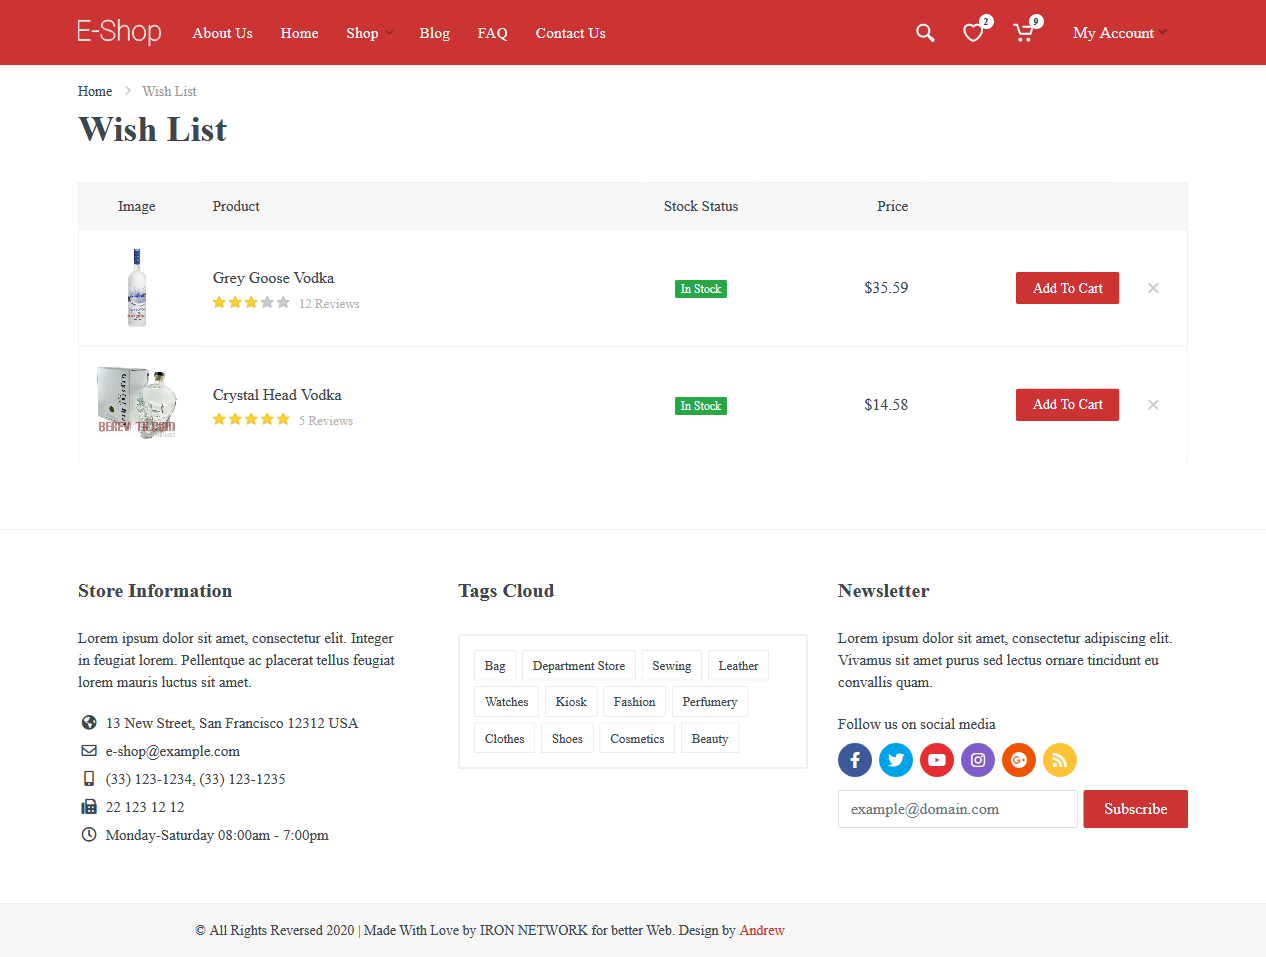 E-Shop About Us Home Shop Blog FAQ Contact Us 2 9 My Account
Home Wish List
Wish List
Image Product Stock Status Price
Grey Goose Vodka
12 Reviews
In Stock $35.59 Add To Cart
Crystal Head Vodka
5 Reviews
In Stock $14.58 Add To Cart
Store Information
Lorem ipsum dolor sit amet, consectetur elit. Integer
in feugiat lorem. Pellentque ac placerat tellus feugiat
lorem mauris luctus sit amet.
13 New Street, San Francisco 12312 USA
e-shop@example.com
(33) 123-1234, (33) 123-1235
22 123 12 12
Monday-Saturday 08:00am - 7:00pm
Tags Cloud
Bag Department Store Sewing Leather
Watches Kiosk Fashion Perfumery
Clothes Shoes Cosmetics Beauty
Newsletter
Lorem ipsum dolor sit amet, consectetur adipiscing elit.
Vivamus sit amet purus sed lectus ornare tincidunt eu
convallis quam.
Follow us on social media
example@domain.com Subscribe
© All Rights Reversed 2020 | Made With Love by IRON NETWORK for better Web. Design by Andrew